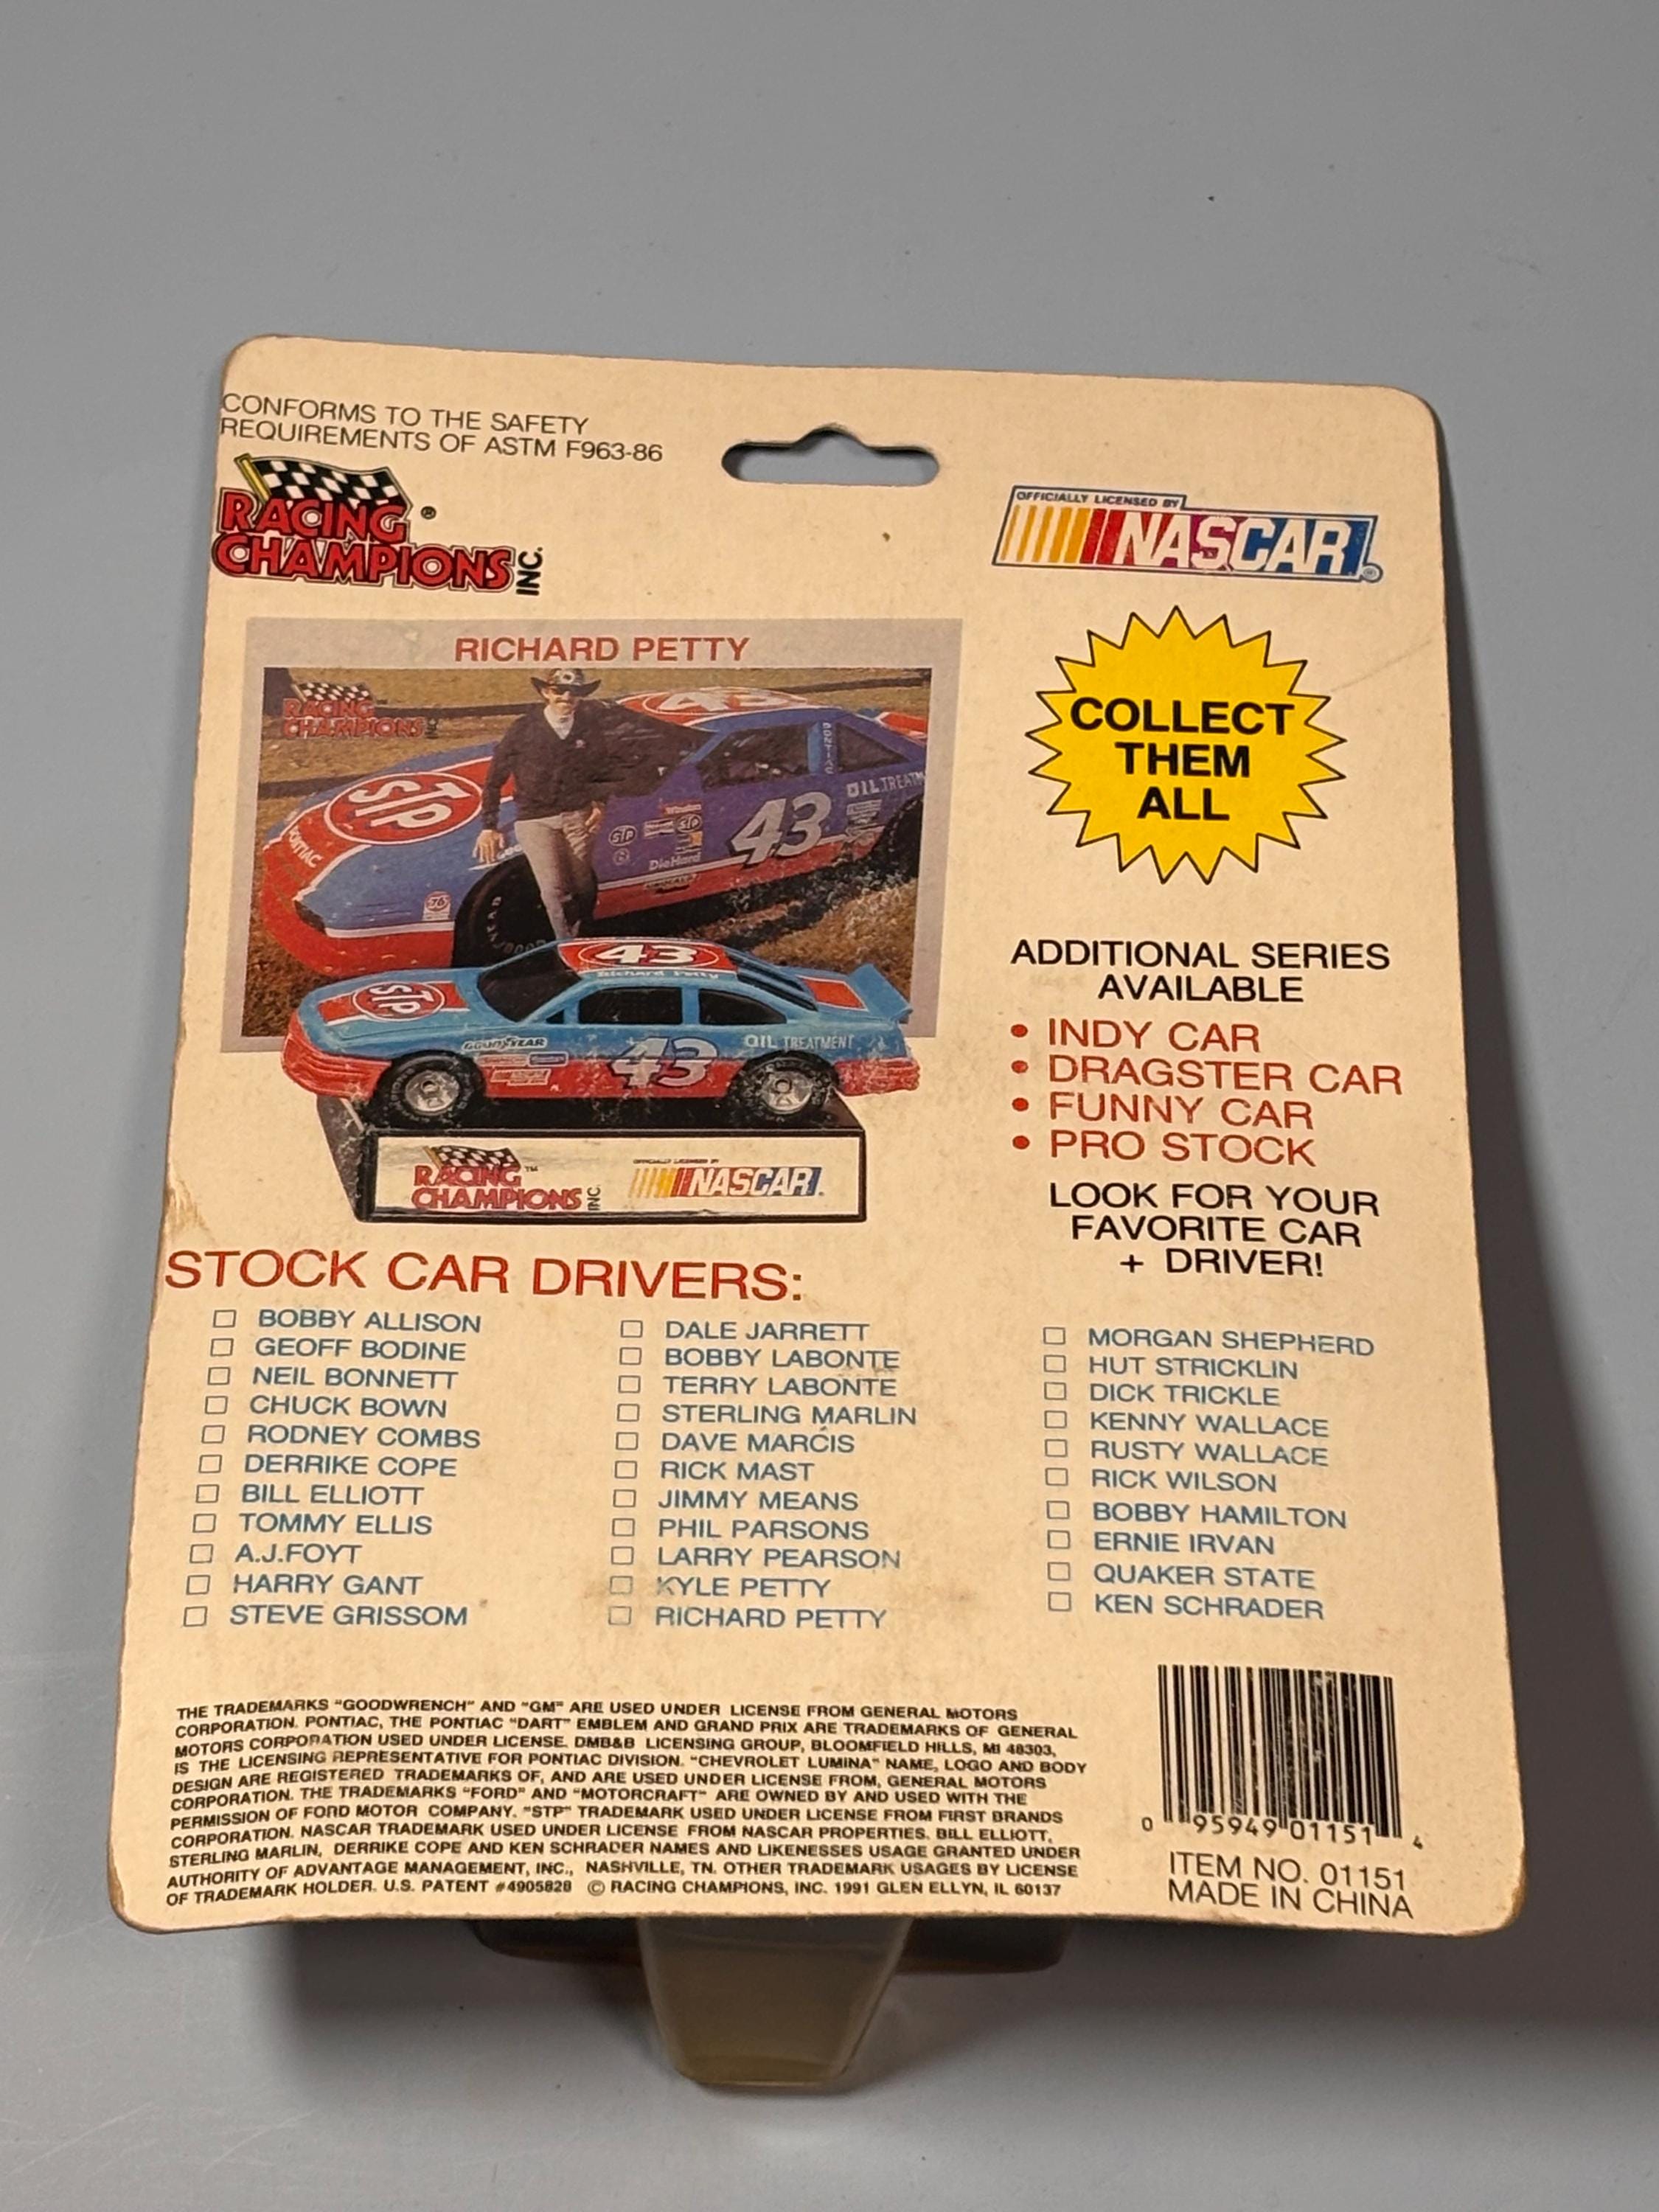 CONFORMS TO THE SAFETY
REQUIREMENTS OF ASTM F963-86
RACING ®
CHAMPIONS INC.
OFFICIALLY LICENSED BY
NASCAR ®
RICHARD PETTY
RACING
CHAMPIONS
43
STP
PONTIAC
PONTIAC
OIL TREATM
43
Winston
STP
STP
DieHard
76
COLLECT
THEM
ALL
43
Richard Petty
STP
GOODYEAR
43
OIL TREATMENT
RACING ™
CHAMPIONS INC.
OFFICIALLY LICENSED BY
NASCAR.
ADDITIONAL SERIES
AVAILABLE
• INDY CAR
• DRAGSTER CAR
• FUNNY CAR
• PRO STOCK
LOOK FOR YOUR
FAVORITE CAR
+ DRIVER!
STOCK CAR DRIVERS:
BOBBY ALLISON
GEOFF BODINE
NEIL BONNETT
CHUCK BOWN
RODNEY COMBS
DERRIKE COPE
BILL ELLIOTT
TOMMY ELLIS
A.J.FOYT
HARRY GANT
STEVE GRISSOM
DALE JARRETT
BOBBY LABONTE
TERRY LABONTE
STERLING MARLIN
DAVE MARCIS
RICK MAST
JIMMY MEANS
PHIL PARSONS
LARRY PEARSON
KYLE PETTY
RICHARD PETTY
MORGAN SHEPHERD
HUT STRICKLIN
DICK TRICKLE
KENNY WALLACE
RUSTY WALLACE
RICK WILSON
BOBBY HAMILTON
ERNIE IRVAN
QUAKER STATE
KEN SCHRADER
THE TRADEMARKS "GOODWRENCH" AND "GM" ARE USED UNDER LICENSE FROM GENERAL MOTORS
CORPORATION. PONTIAC, THE PONTIAC "DART" EMBLEM AND GRAND PRIX ARE TRADEMARKS OF GENERAL
MOTORS CORPORATION USED UNDER LICENSE. DMB&B LICENSING GROUP, BLOOMFIELD HILLS, MI 48303,
IS THE LICENSING REPRESENTATIVE FOR PONTIAC DIVISION. "CHEVROLET LUMINA" NAME, LOGO AND BODY
DESIGN ARE REGISTERED TRADEMARKS OF, AND ARE USED UNDER LICENSE FROM, GENERAL MOTORS
CORPORATION. THE TRADEMARKS "FORD" AND "MOTORCRAFT" ARE OWNED BY AND USED WITH THE
PERMISSION OF FORD MOTOR COMPANY. "STP" TRADEMARK USED UNDER LICENSE FROM FIRST BRANDS
CORPORATION. NASCAR TRADEMARK USED UNDER LICENSE FROM NASCAR PROPERTIES. BILL ELLIOTT,
STERLING MARLIN, DERRIKE COPE AND KEN SCHRADER NAMES AND LIKENESSES USAGE GRANTED UNDER
AUTHORITY OF ADVANTAGE MANAGEMENT, INC., NASHVILLE, TN. OTHER TRADEMARK USAGES BY LICENSE
OF TRADEMARK HOLDER. U.S. PATENT #4905828 © RACING CHAMPIONS, INC. 1991 GLEN ELLYN, IL 60137
0 95949 01151 4
ITEM NO. 01151
MADE IN CHINA